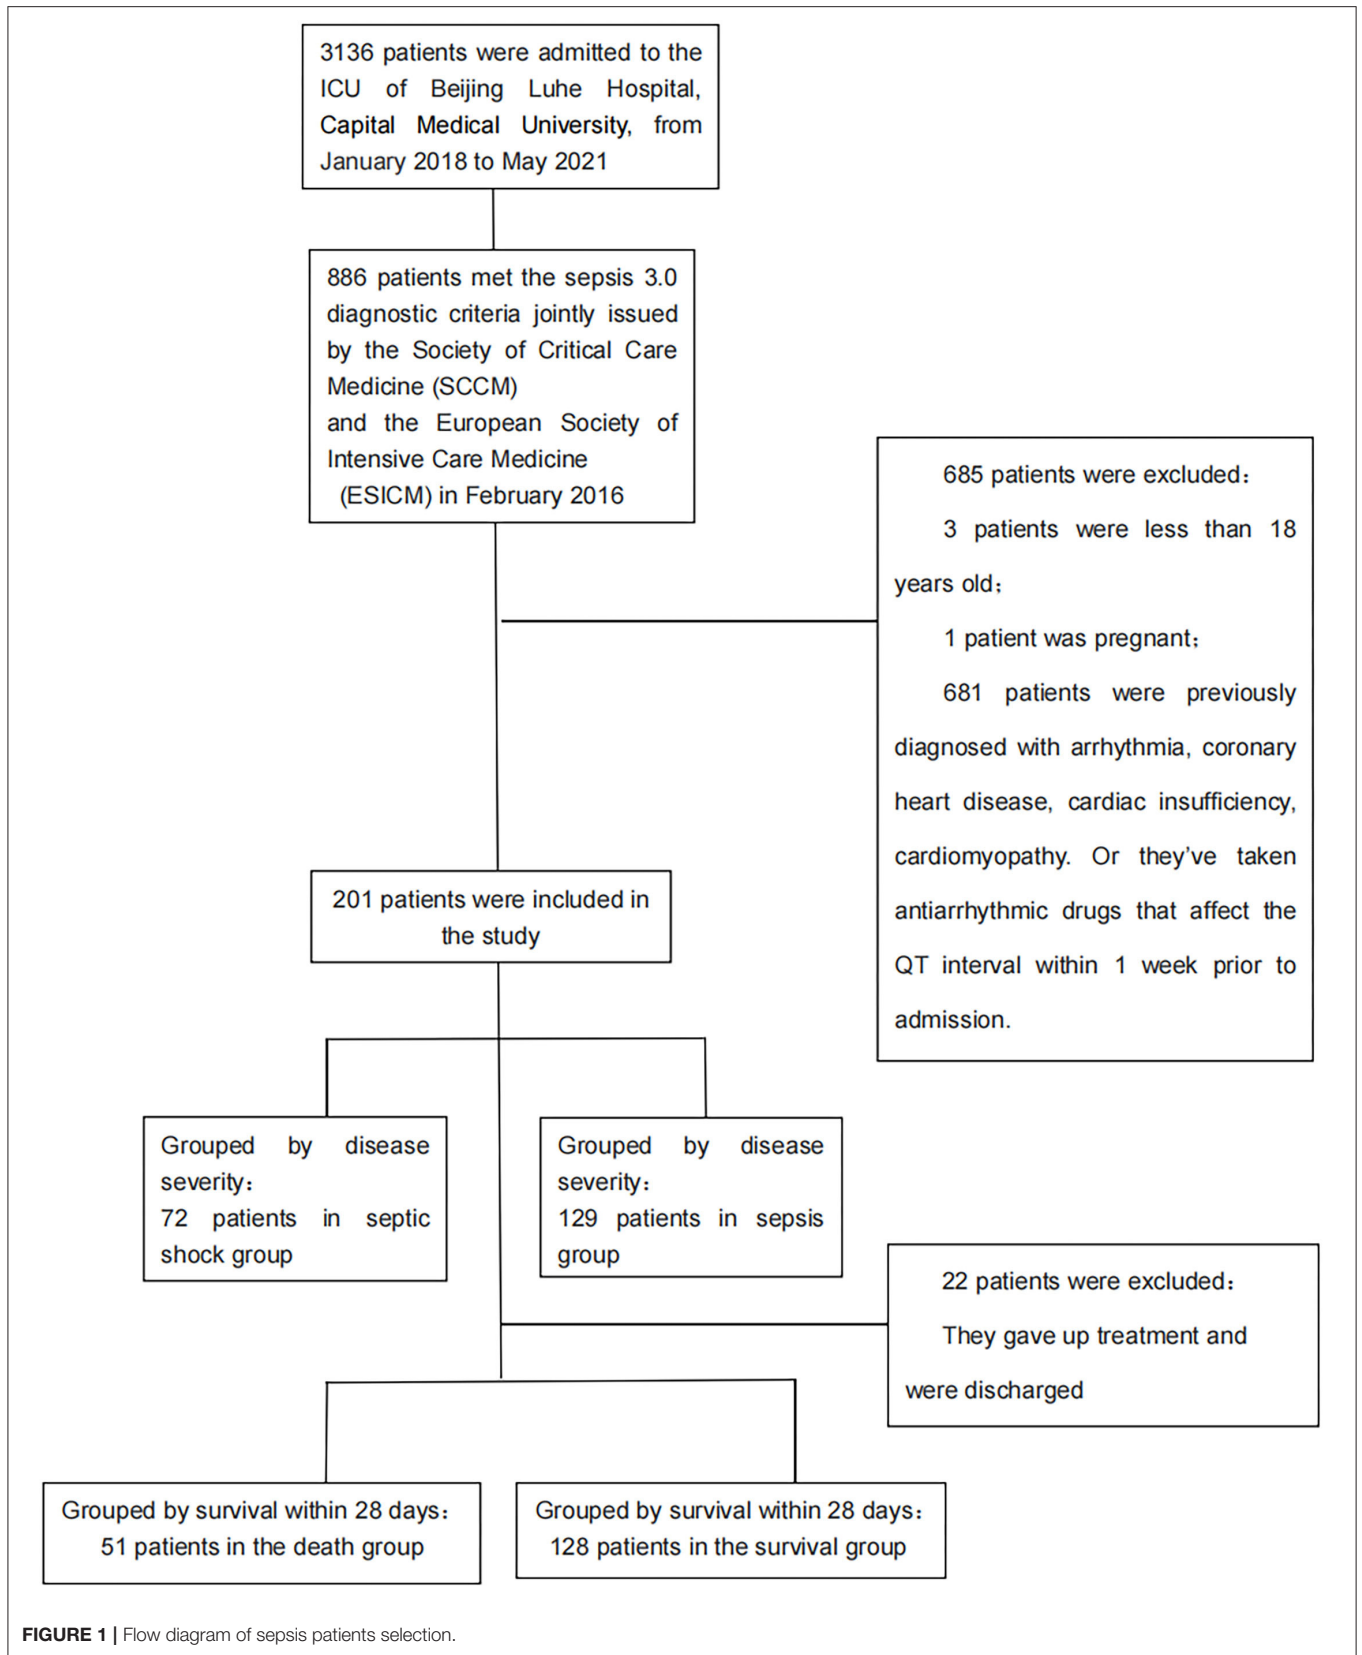 3136 patients were admitted to the
ICU of Beijing Luhe Hospital,
Capital Medical University, from
January 2018 to May 2021
886 patients met the sepsis 3.0
diagnostic criteria jointly issued
by the Society of Critical Care
Medicine (SCCM)
and the European Society of
Intensive Care Medicine
(ESICM) in February 2016
685 patients were excluded：
3 patients were less than 18
years old；
1 patient was pregnant；
681 patients were previously
diagnosed with arrhythmia, coronary
heart disease, cardiac insufficiency,
cardiomyopathy. Or they’ve taken
antiarrhythmic drugs that affect the
QT interval within 1 week prior to
admission.
201 patients were included in
the study
Grouped by disease
severity：
72 patients in septic
shock group
Grouped by disease
severity：
129 patients in sepsis
group
22 patients were excluded：
They gave up treatment and
were discharged
Grouped by survival within 28 days：
51 patients in the death group
Grouped by survival within 28 days：
128 patients in the survival group
FIGURE 1 | Flow diagram of sepsis patients selection.